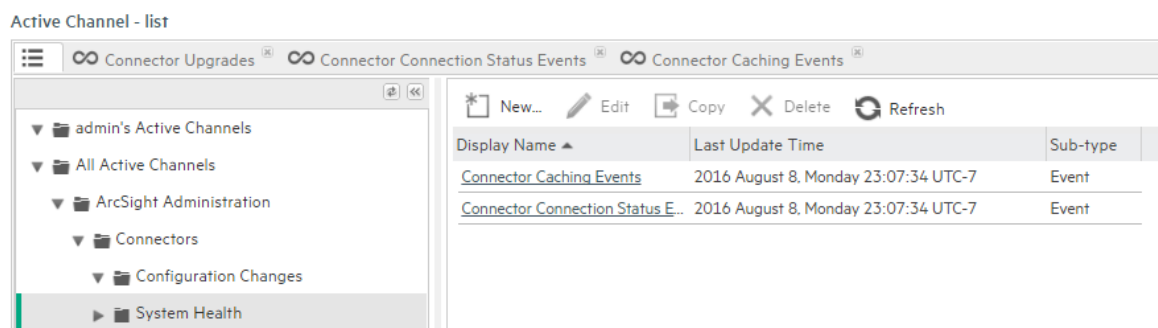 Active Channel - list
Connector Upgrades Connector Connection Status Events Connector Caching Events
New... Edit Copy Delete Refresh
admin's Active Channels
All Active Channels
ArcSight Administration
Connectors
Configuration Changes
System Health
Display Name Last Update Time Sub-type
Connector Caching Events 2016 August 8, Monday 23:07:34 UTC-7 Event
Connector Connection Status E... 2016 August 8, Monday 23:07:34 UTC-7 Event